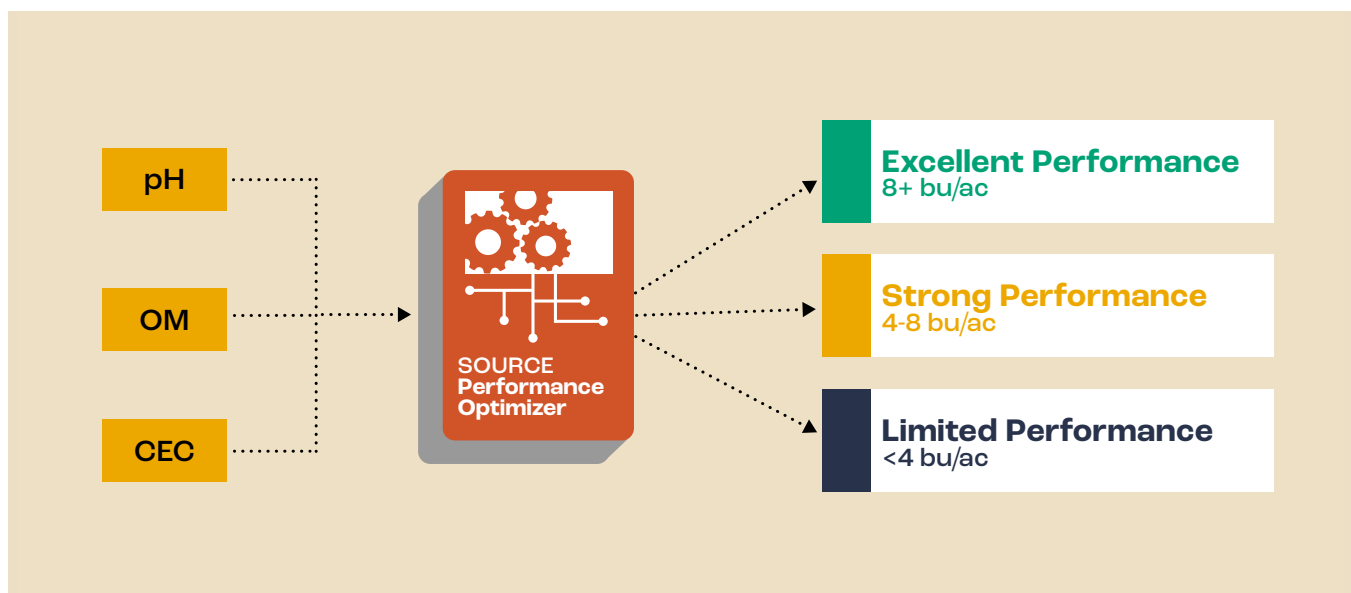 pH
OM
CEC
SOURCE
Performance
Optimizer
Excellent Performance
8+ bu/ac
Strong Performance
4-8 bu/ac
Limited Performance
<4 bu/ac